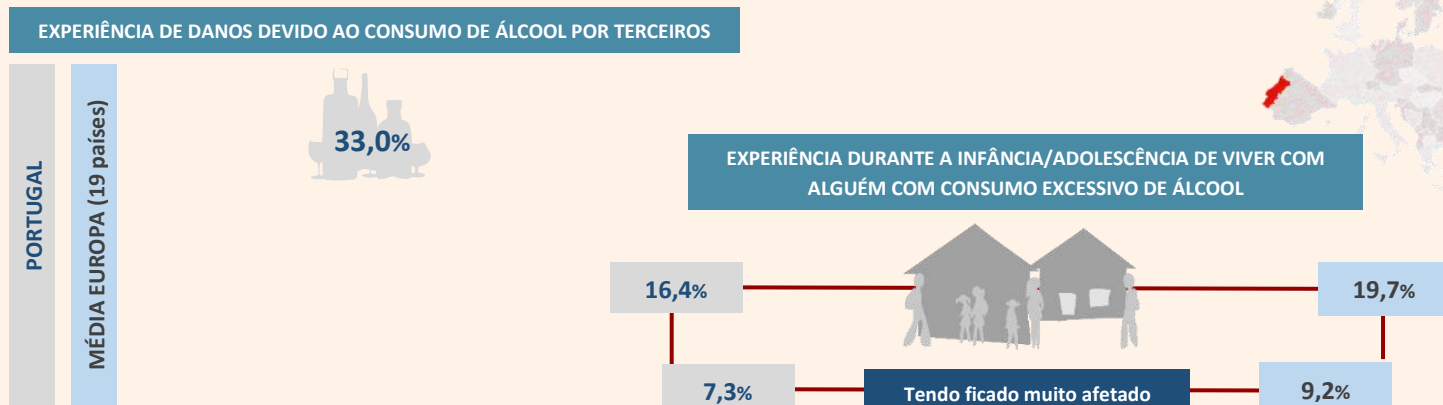 EXPERIÊNCIA DE DANOS DEVIDO AO CONSUMO DE ÁLCOOL POR TERCEIROS
PORTUGAL
MÉDIA EUROPA (19 países)
33,0%
EXPERIÊNCIA DURANTE A INFÂNCIA/ADOLESCÊNCIA DE VIVER COM
ALGUÉM COM CONSUMO EXCESSIVO DE ÁLCOOL
16,4%
19,7%
7,3%
Tendo ficado muito afetado
9,2%